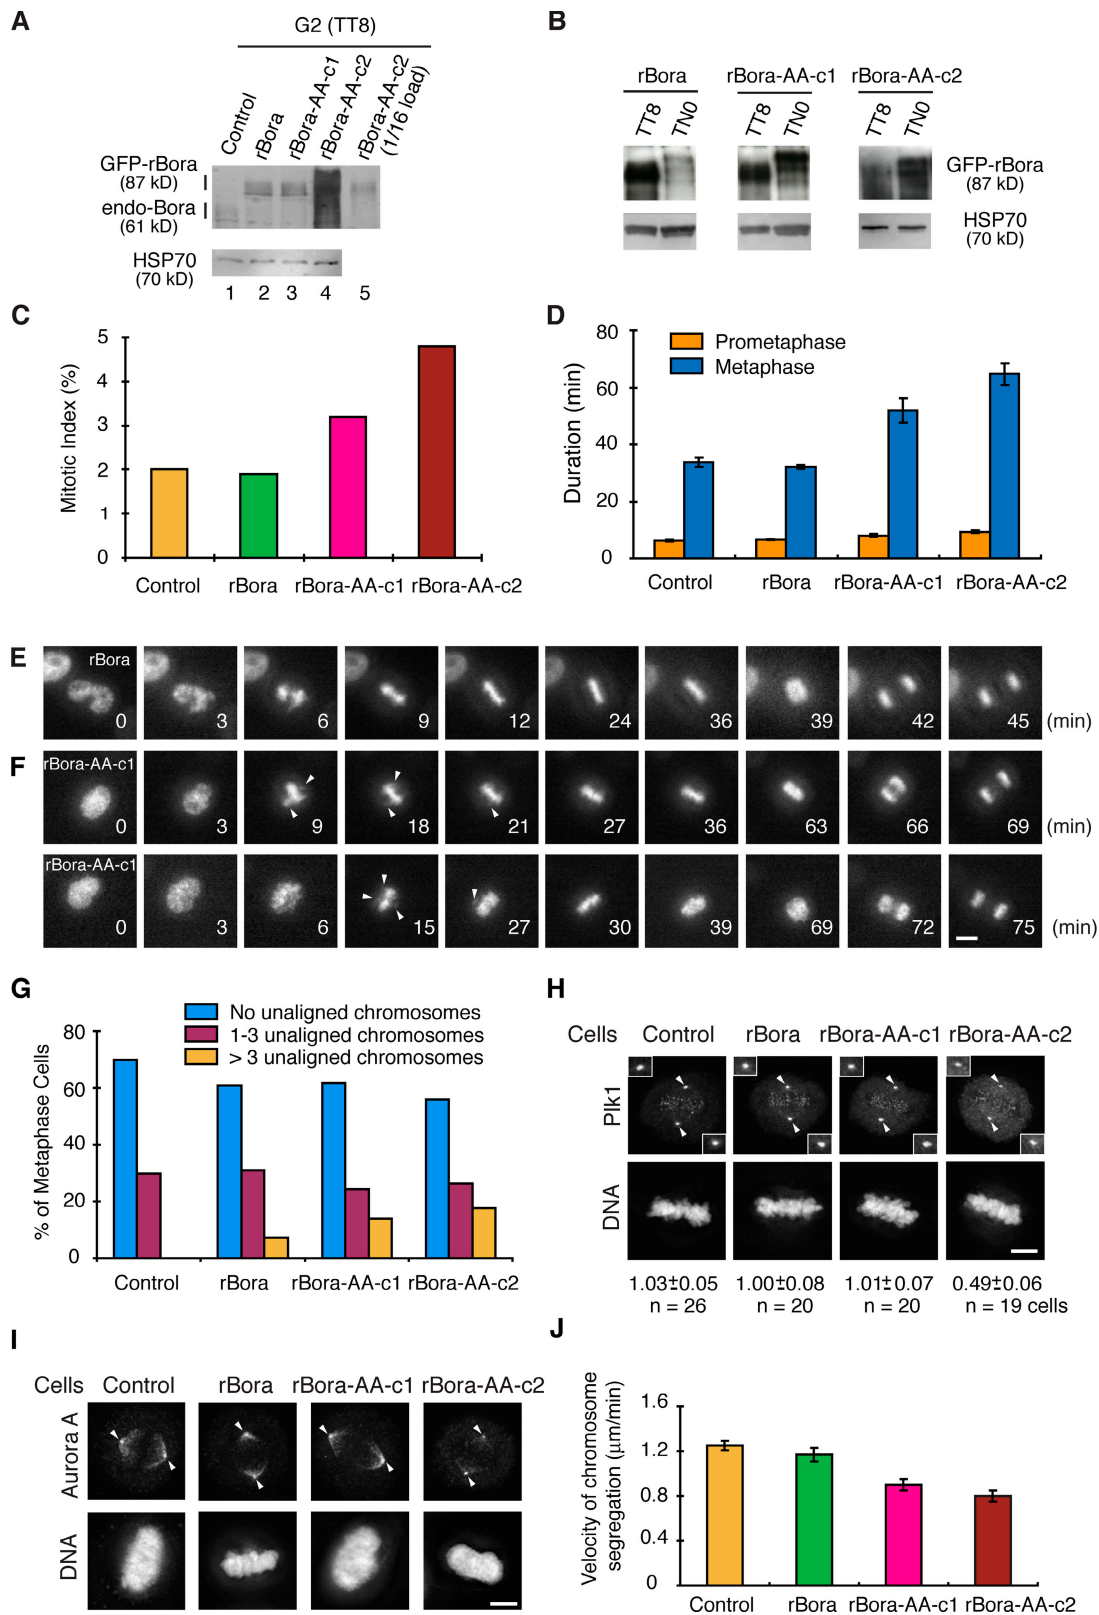 A
G2 (TT8)
Control
rBora
rBora-AA-c1
rBora-AA-c2
rBora-AA-c2
(1/16 load)
GFP-rBora
(87 kD)
endo-Bora
(61 kD)
HSP70
(70 kD)
1 2 3 4 5
B
rBora rBora-AA-c1 rBora-AA-c2
TT8 TN0 TT8 TN0 TT8 TN0
GFP-rBora
(87 kD)
HSP70
(70 kD)
C
Mitotic Index (%)
5
4
3
2
1
0
Control rBora rBora-AA-c1 rBora-AA-c2
D
Duration (min)
80
60
40
20
0
Prometaphase
Metaphase
Control rBora rBora-AA-c1 rBora-AA-c2
E
rBora
0 3 6 9 12 24 36 39 42 45 (min)
F
rBora-AA-c1
0 3 9 18 21 27 36 63 66 69 (min)
rBora-AA-c1
0 3 6 15 27 30 39 69 72 75 (min)
G
No unaligned chromosomes
1-3 unaligned chromosomes
> 3 unaligned chromosomes
% of Metaphase Cells
80
60
40
20
0
Control rBora rBora-AA-c1 rBora-AA-c2
H
Cells Control rBora rBora-AA-c1 rBora-AA-c2
Plk1
DNA
1.03±0.05 1.00±0.08 1.01±0.07 0.49±0.06
n = 26 n = 20 n = 20 n = 19 cells
I
Cells Control rBora rBora-AA-c1 rBora-AA-c2
Aurora A
DNA
J
Velocity of chromosome
segregation (μm/min)
1.6
1.2
0.8
0.4
0
Control rBora rBora-AA-c1 rBora-AA-c2